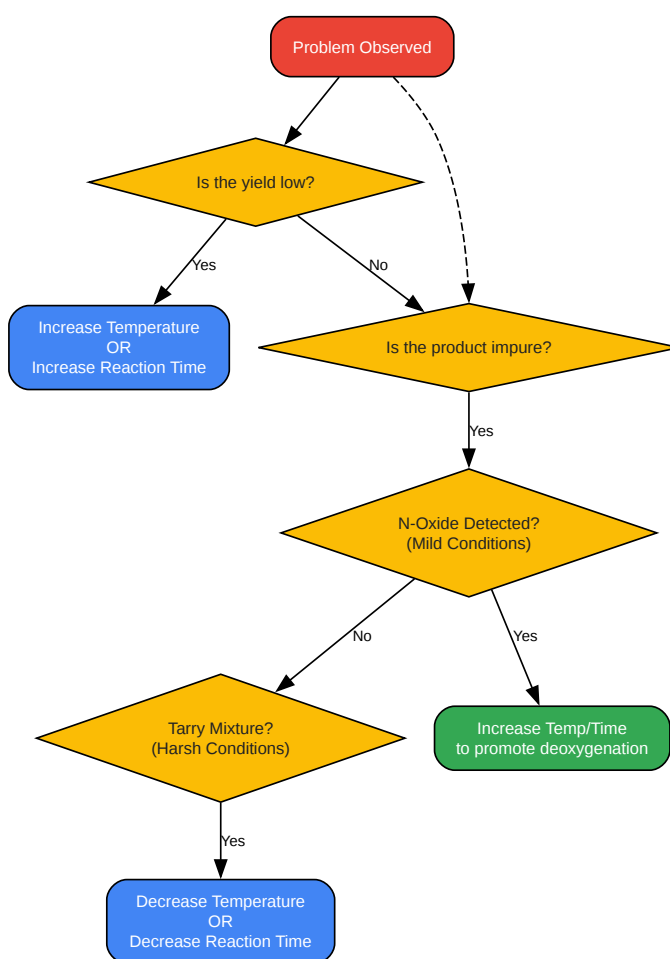 Problem Observed
Is the yield low?
Yes
No
Increase Temperature
OR
Increase Reaction Time
Is the product impure?
Yes
N-Oxide Detected?
(Mild Conditions)
No
Yes
Tarry Mixture?
(Harsh Conditions)
Increase Temp/Time
to promote deoxygenation
Yes
Decrease Temperature
OR
Decrease Reaction Time